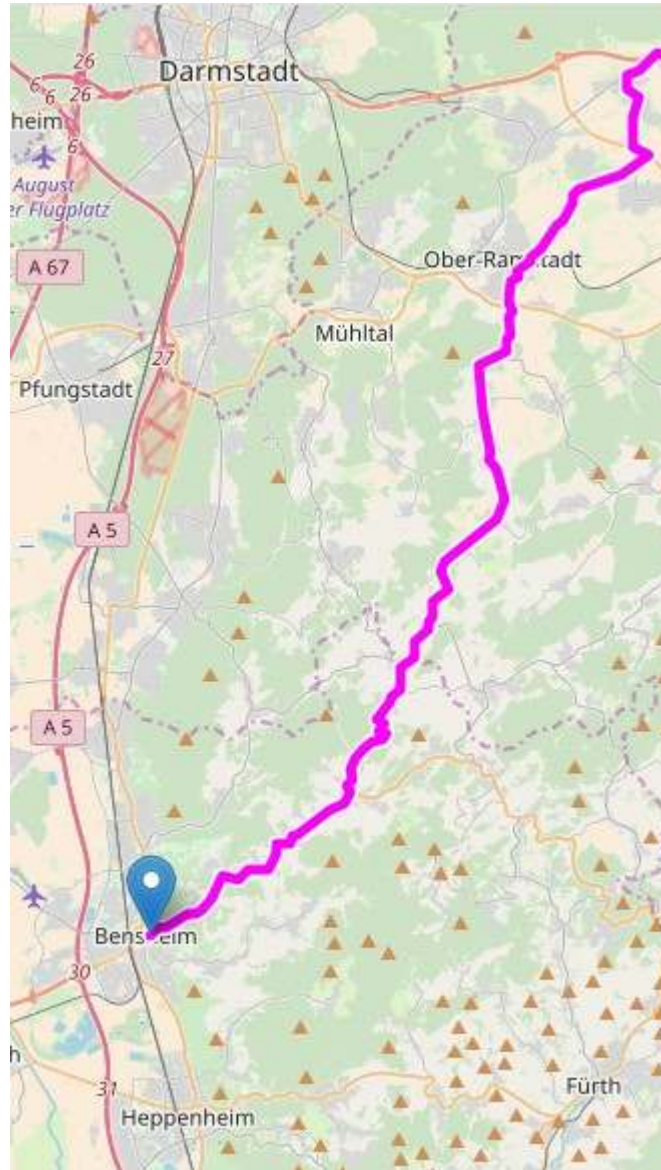 26
Darmstadt
6
26
6
heim
6
August
er Flugplatz
A 67
Ober-Ramstadt
Mühltal
27
Pfungstadt
A 5
A 5
Bensheim
30
h
31
Fürth
Heppenheim